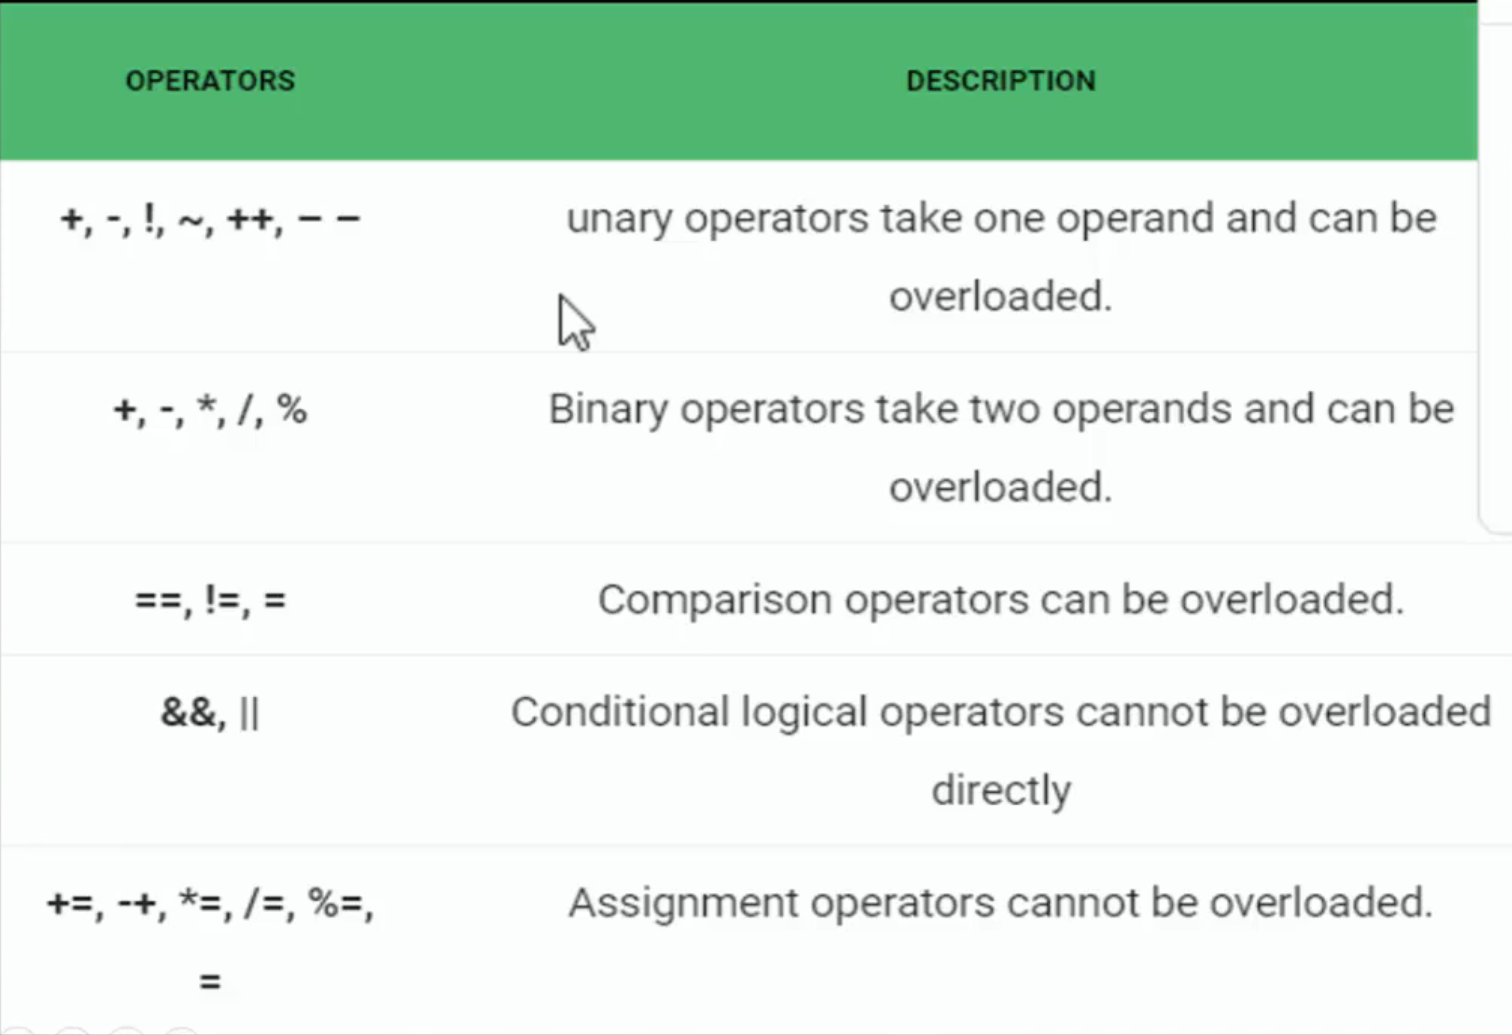 OPERATORS DESCRIPTION
+, -, !, ~, ++, – – unary operators take one operand and can be
overloaded.
+, -, *, /, % Binary operators take two operands and can be
overloaded.
==, !=, = Comparison operators can be overloaded.
&&, || Conditional logical operators cannot be overloaded
directly
+=, -+, *=, /=, %=, Assignment operators cannot be overloaded.
=